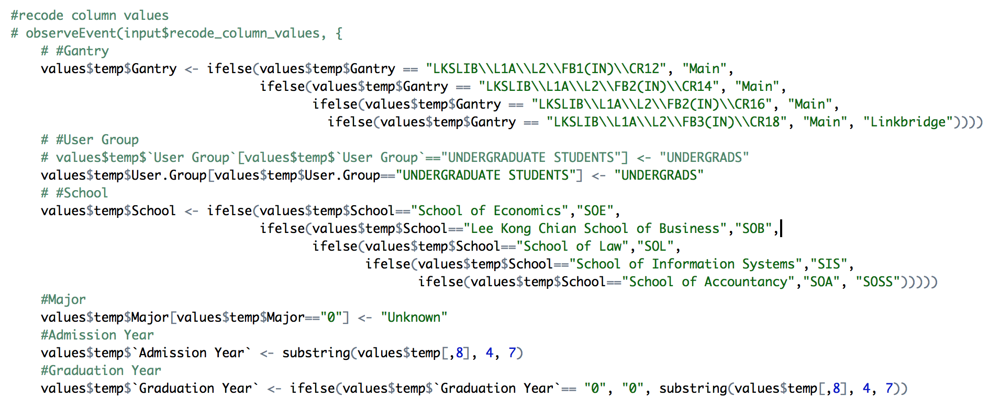 #recode column values
# observeEvent(input$recode_column_values, {
    # #Gantry
    values$temp$Gantry <- ifelse(values$temp$Gantry == "LKSLIB\\L1A\\L2\\FB1(IN)\\CR12", "Main",
                                 ifelse(values$temp$Gantry == "LKSLIB\\L1A\\L2\\FB2(IN)\\CR14", "Main",
                                        ifelse(values$temp$Gantry == "LKSLIB\\L1A\\L2\\FB2(IN)\\CR16", "Main",
                                          ifelse(values$temp$Gantry == "LKSLIB\\L1A\\L2\\FB3(IN)\\CR18", "Main", "Linkbridge"))))
    # #User Group
    # values$temp$`User Group`[values$temp$`User Group`=="UNDERGRADUATE STUDENTS"] <- "UNDERGRADS"
    values$temp$User.Group[values$temp$User.Group=="UNDERGRADUATE STUDENTS"] <- "UNDERGRADS"
    # #School
    values$temp$School <- ifelse(values$temp$School=="School of Economics","SOE",
                                 ifelse(values$temp$School=="Lee Kong Chian School of Business","SOB",
                                        ifelse(values$temp$School=="School of Law","SOL",
                                               ifelse(values$temp$School=="School of Information Systems","SIS",
                                                      ifelse(values$temp$School=="School of Accountancy","SOA", "SOSS")))))
    #Major
    values$temp$Major[values$temp$Major=="0"] <- "Unknown"
    #Admission Year
    values$temp$`Admission Year` <- substring(values$temp[,8], 4, 7)
    #Graduation Year
    values$temp$`Graduation Year` <- ifelse(values$temp$`Graduation Year`== "0", "0", substring(values$temp[,8], 4, 7))